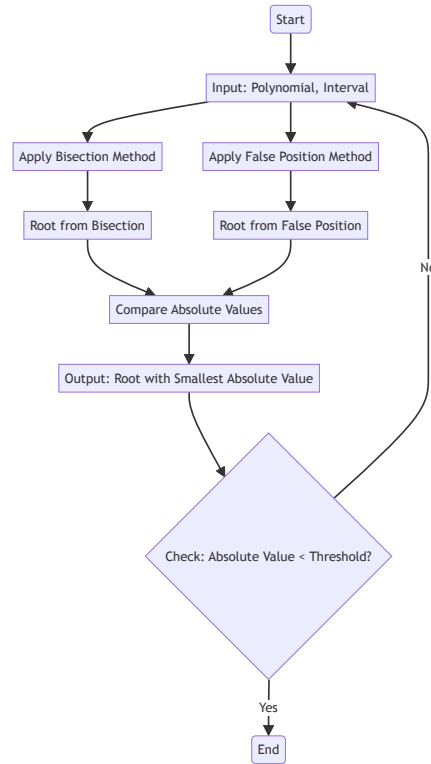 Start
Input: Polynomial, Interval
Apply Bisection Method
Apply False Position Method
Root from Bisection
Root from False Position
No
Compare Absolute Values
Output: Root with Smallest Absolute Value
Check: Absolute Value < Threshold?
Yes
End